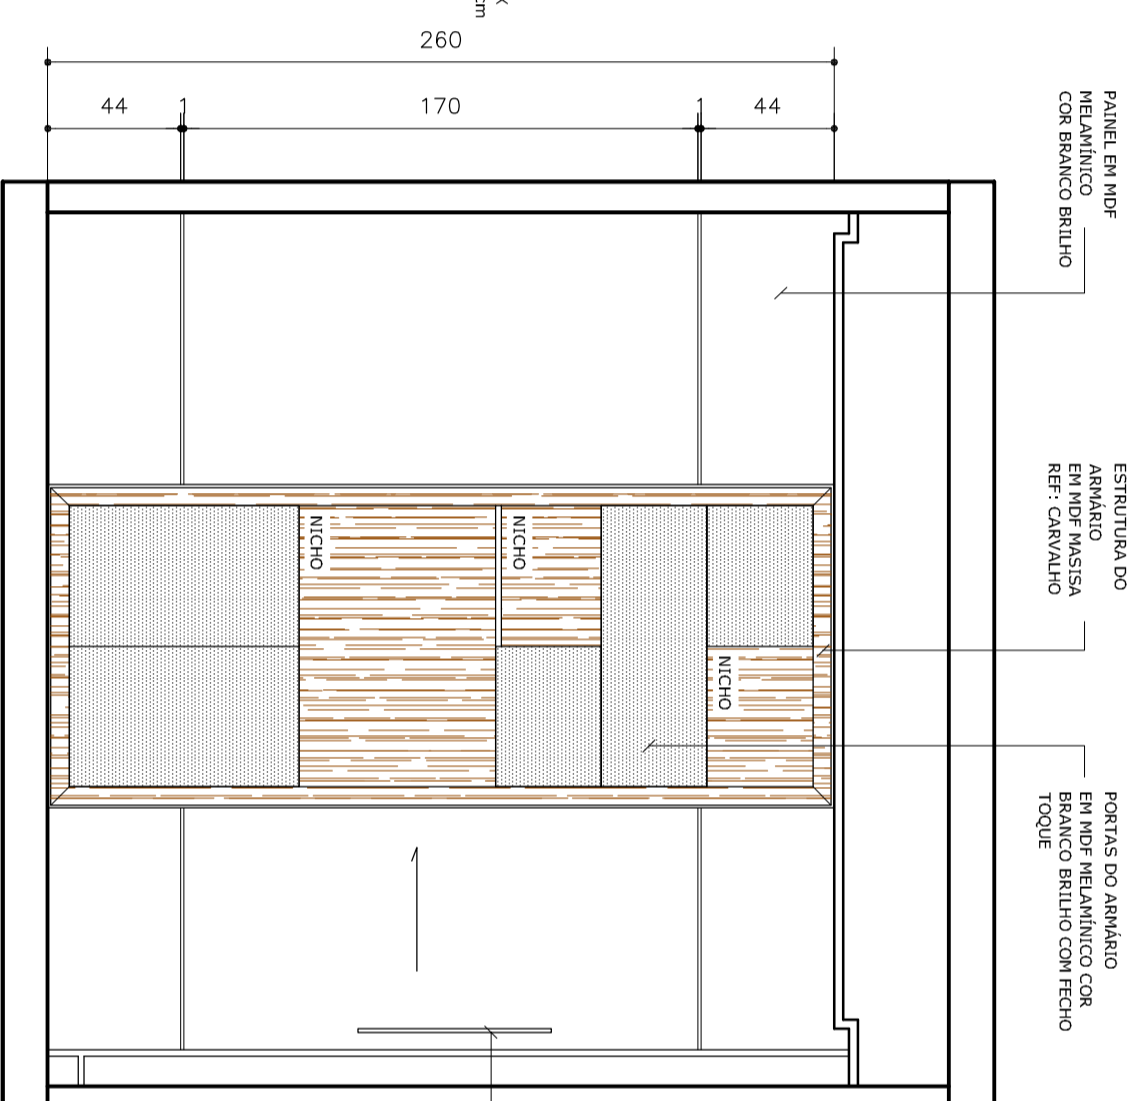 cm
260
44
1
170
1
44
PAINEL EM MDF
MELAMÍNICO
COR BRANCO BRILHO
ESTRUTURA DO
ARMÁRIO
EM MDF MASISA
REF: CARVALHO
PORTAS DO ARMÁRIO
EM MDF MELAMÍNICO COR
BRANCO BRILHO COM FECHO
TOQUE
NICHO
NICHO
NICHO